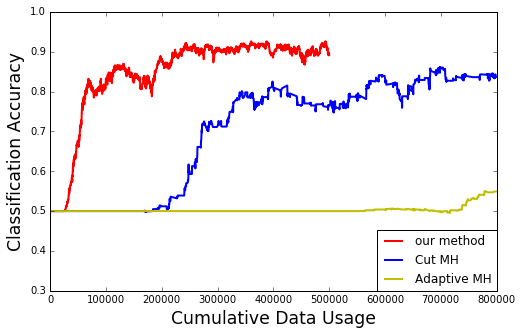 1.0
0.9
0.8
0.7
0.6
0.5
0.4
0.3
Classification Accuracy
our method
Cut MH
Adaptive MH
0 100000 200000 300000 400000 500000 600000 700000 800000
Cumulative Data Usage